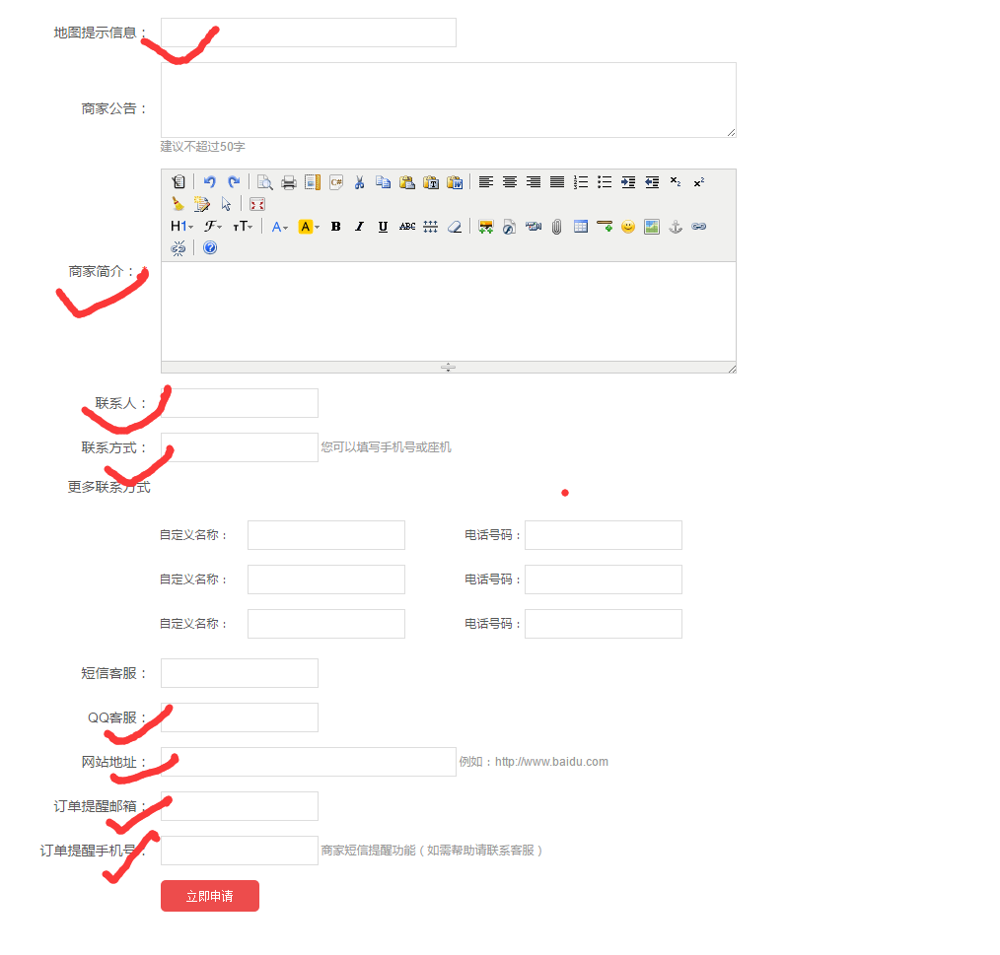 地图提示信息：
商家公告：
建议不超过50字
H1 F тT A A B I U ABC
商家简介： *
联系人：
联系方式： 您可以填写手机号或座机
更多联系方式
自定义名称： 电话号码：
自定义名称： 电话号码：
自定义名称： 电话号码：
短信客服：
QQ客服：
网站地址： 例如：http://www.baidu.com
订单提醒邮箱：
订单提醒手机号： 商家短信提醒功能（如需帮助请联系客服）
立即申请